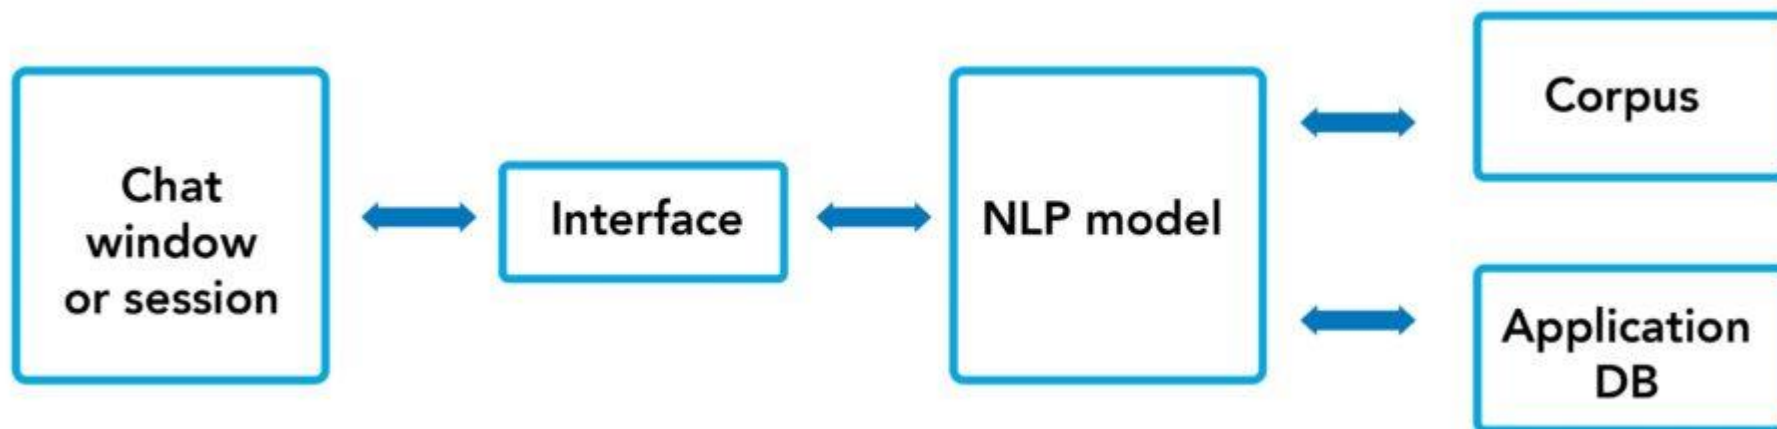 Chat
window
or session
Interface
NLP model
Corpus
Application
DB